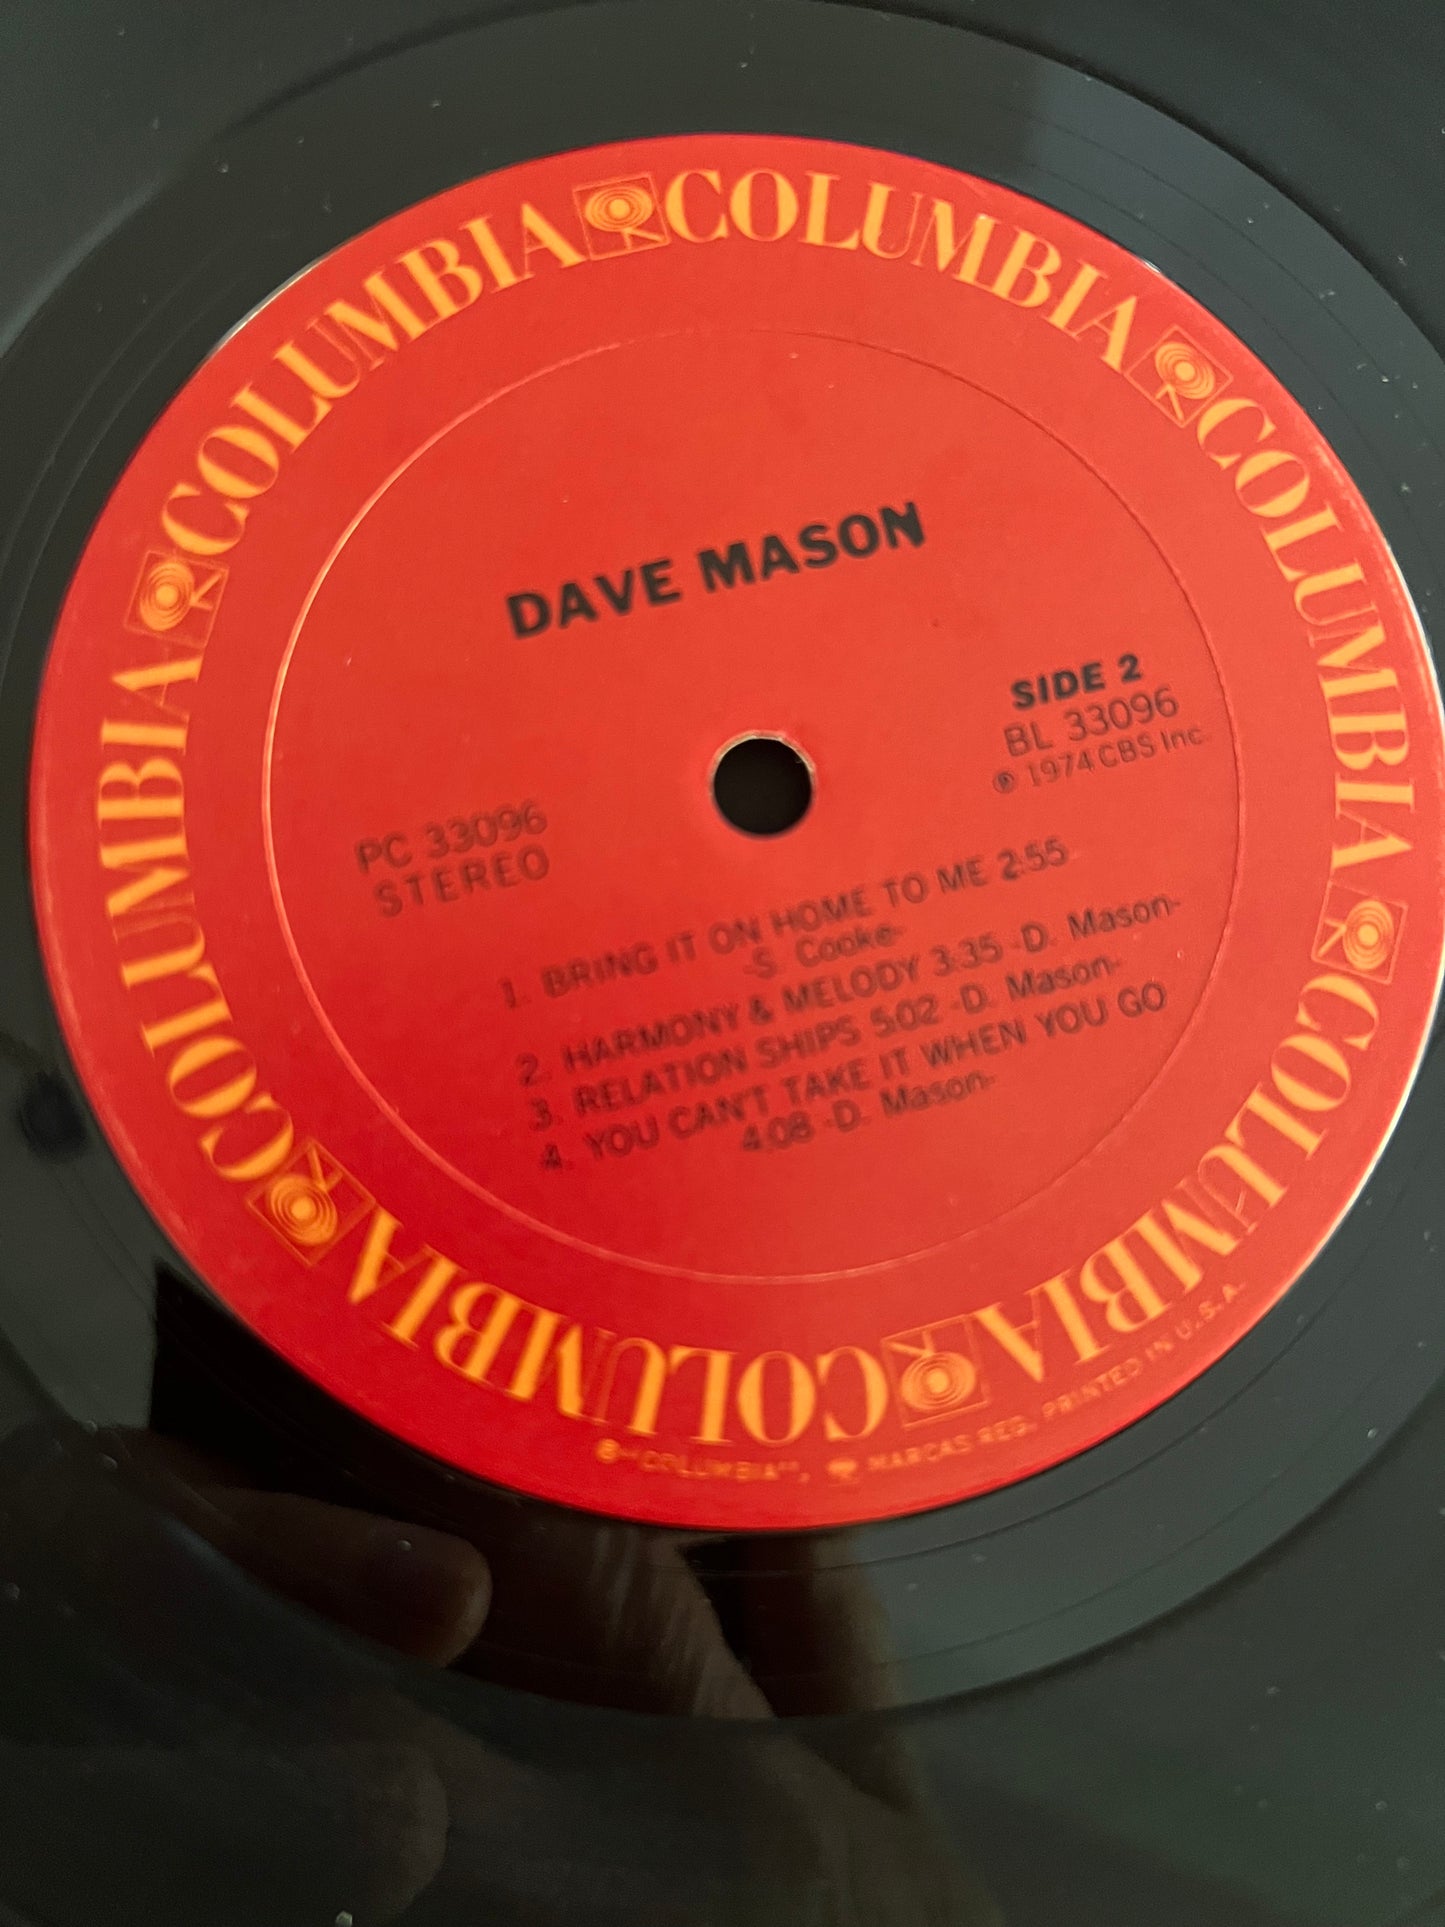 COLUMBIA COLUMBIA COLUMBIA COLUMBIA COLUMBIA COLUMBIA
DAVE MASON
SIDE 2
BL 33096
℗ 1974 CBS Inc.
PC 33096
STEREO
1. BRING IT ON HOME TO ME 2:55
-S. Cooke-
2. HARMONY & MELODY 3:35 -D. Mason-
3. RELATION SHIPS 5:02 -D. Mason-
4. YOU CAN'T TAKE IT WHEN YOU GO
4:08 -D. Mason-
®-"COLUMBIA", MARCAS REG. PRINTED IN U.S.A.